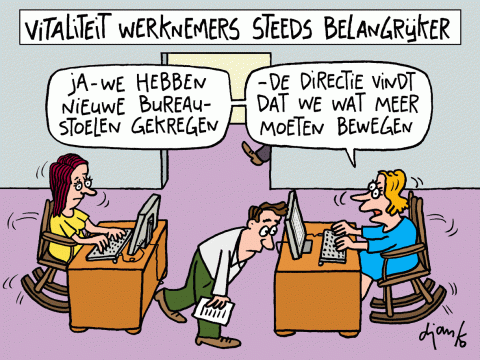 VITALITEIT WERKNEMERS STEEDS BELANGRIJKER
JA-WE HEBBEN
NIEUWE BUREAU-
STOELEN GEKREGEN
-DE DIRECTIE VINDT
DAT WE WAT MEER
MOETEN BEWEGEN